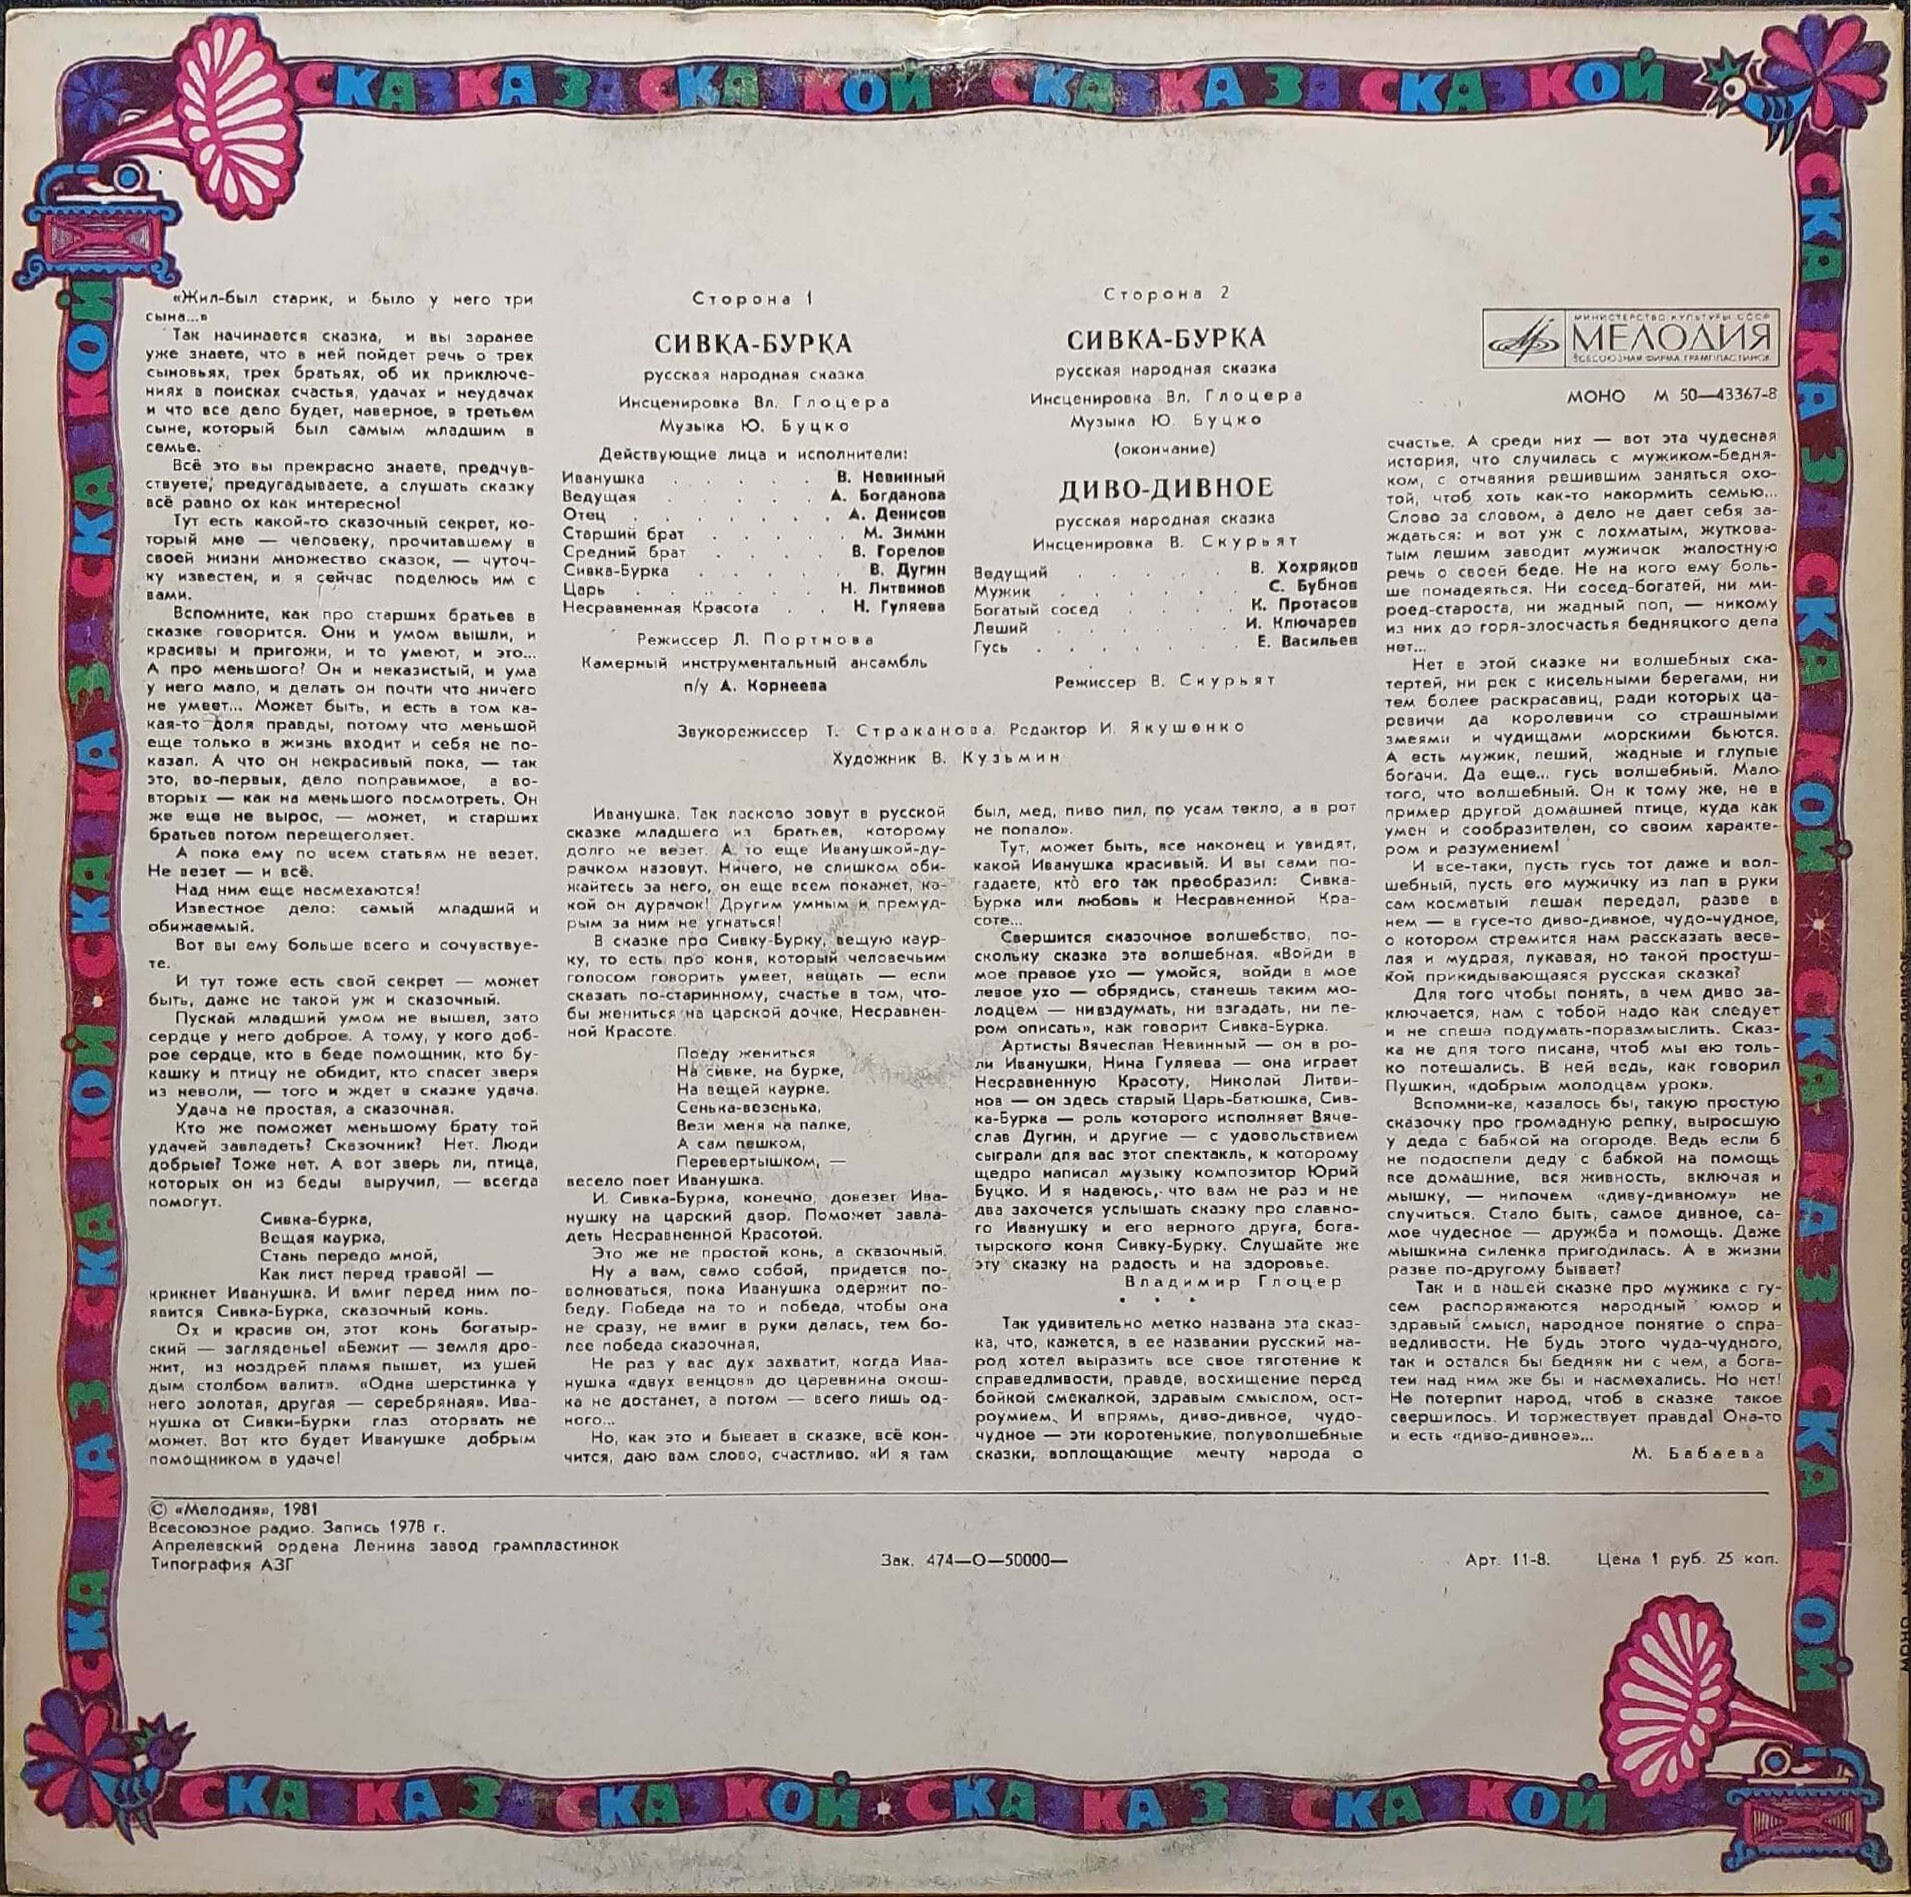 СКАЗКА ЗА СКАЗКОЙ СКАЗКА ЗА СКАЗКОЙ
СКАЗКА ЗА СКАЗКОЙ • СКАЗКА ЗА СКАЗКОЙ
СКАЗКА ЗА СКАЗКОЙ • СКАЗКА ЗА СКАЗКОЙ
«Жил-был старик, и было у него три
сына...»
Так начинается сказка, и вы заранее
уже знаете, что в ней пойдет речь о трех
сыновьях, трех братьях, об их приключе-
ниях в поисках счастья, удачах и неудачах
и что все дело будет, наверное, в третьем
сыне, который был самым младшим в
семье.
Всё это вы прекрасно знаете, предчув-
ствуете, предугадываете, а слушать сказку
всё равно ох как интересно!
Тут есть какой-то сказочный секрет, ко-
торый мне — человеку, прочитавшему в
своей жизни множество сказок, — чуточ-
ку известен, и я сейчас поделюсь им с
вами.
Вспомните, как про старших братьев в
сказке говорится. Они и умом вышли, и
красивы и пригожи, и то умеют, и это...
А про меньшого? Он и неказистый, и ума
у него мало, и делать он почти что ничего
не умеет... Может быть, и есть в том ка-
кая-то доля правды, потому что меньшой
еще только в жизнь входит и себя не по-
казал. А что он некрасивый пока, — так
это, во-первых, дело поправимое, а во-
вторых — как на меньшого посмотреть. Он
же еще не вырос, — может, и старших
братьев потом перещеголяет.
А пока ему по всем статьям не везет.
Не везет — и всё.
Над ним еще насмехаются!
Известное дело: самый младший и
обижаемый.
Вот вы ему больше всего и сочувствуе-
те.
И тут тоже есть свой секрет — может
быть, даже не такой уж и сказочный.
Пускай младший умом не вышел, зато
сердце у него доброе. А тому, у кого доб-
рое сердце, кто в беде помощник, кто бу-
кашку и птицу не обидит, кто спасет зверя
из неволи, — того и ждет в сказке удача.
Удача не простая, а сказочная.
Кто же поможет меньшому брату той
удачей завладеть? Сказочник? Нет. Люди
добрые? Тоже нет. А вот зверь ли, птица,
которых он из беды выручил, — всегда
помогут.
Сивка-бурка,
Вещая каурка,
Стань передо мной,
Как лист перед травой! —
крикнет Иванушка. И вмиг перед ним по-
явится Сивка-Бурка, сказочный конь.
Ох и красив он, этот конь богатыр-
ский — загляденье! «Бежит — земля дро-
жит, из ноздрей пламя пышет, из ушей
дым столбом валит». «Одна шерстинка у
него золотая, другая — серебряная». Ива-
нушка от Сивки-Бурки глаз оторвать не
может. Вот кто будет Иванушке добрым
помощником в удаче!
Сторона 1
СИВКА-БУРКА
русская народная сказка
Инсценировка Вл. Глоцера
Музыка Ю. Буцко
Действующие лица и исполнители:
Иванушка . . . . . В. Невинный
Ведущая . . . . . А. Богданова
Отец . . . . . . А. Денисов
Старший брат . . . . М. Зимин
Средний брат . . . . В. Горелов
Сивка-Бурка . . . . В. Дугин
Царь . . . . . Н. Литвинов
Несравненная Красота . . Н. Гуляева
Режиссер Л. Портнова
Камерный инструментальный ансамбль
п/у А. Корнеева
Сторона 2
СИВКА-БУРКА
русская народная сказка
Инсценировка Вл. Глоцера
Музыка Ю. Буцко
(окончание)
ДИВО-ДИВНОЕ
русская народная сказка
Инсценировка В. Скурьят
Ведущий . . . . . В. Хохряков
Мужик . . . . . . С. Бубнов
Богатый сосед . . . . К. Протасов
Леший . . . . . . И. Ключарев
Гусь . . . . . . Е. Васильев
Режиссер В. Скурьят
Звукорежиссер Т. Страканова. Редактор И. Якушенко
Художник В. Кузьмин
Иванушка. Так ласково зовут в русской
сказке младшего из братьев, которому
долго не везет. А то еще Иванушкой-ду-
рачком назовут. Ничего, не слишком оби-
жайтесь за него, он еще всем покажет, ка-
кой он дурачок! Другим умным и премуд-
рым за ним не угнаться!
В сказке про Сивку-Бурку, вещую каур-
ку, то есть про коня, который человечьим
голосом говорить умеет, вещать — если
сказать по-старинному, счастье в том, что-
бы жениться на царской дочке, Несравнен-
ной Красоте.
Поеду жениться
На сивке, на бурке,
На вещей каурке.
Сенька-везенька,
Вези меня на палке,
А сам пешком,
Перевертышком, —
весело поет Иванушка.
И Сивка-Бурка, конечно, довезет Ива-
нушку на царский двор. Поможет завла-
деть Несравненной Красотой.
Это же не простой конь, а сказочный.
Ну а вам, само собой, придется по-
волноваться, пока Иванушка одержит по-
беду. Победа на то и победа, чтобы она
не сразу, не вмиг в руки далась, тем бо-
лее победа сказочная.
Не раз у вас дух захватит, когда Ива-
нушка «двух венцов» до царевнина окош-
ка не достанет, а потом — всего лишь од-
ного...
Но, как это и бывает в сказке, всё кон-
чится, даю вам слово, счастливо. «И я там
был, мед, пиво пил, по усам текло, а в рот
не попало».
Тут, может быть, все наконец и увидят,
какой Иванушка красивый. И вы сами по-
гадаете, кто его так преобразил: Сивка-
Бурка или любовь к Несравненной Кра-
соте...
Свершится сказочное волшебство, по-
скольку сказка эта волшебная. «Войди в
мое правое ухо — умойся, войди в мое
левое ухо — обрядись, станешь таким мо-
лодцем — ни вздумать, ни взгадать, ни пе-
ром описать», как говорит Сивка-Бурка.
Артисты Вячеслав Невинный — он в ро-
ли Иванушки, Нина Гуляева — она играет
Несравненную Красоту, Николай Литви-
нов — он здесь старый Царь-Батюшка, Сив-
ка-Бурка — роль которого исполняет Вяче-
слав Дугин, и другие — с удовольствием
сыграли для вас этот спектакль, к которому
щедро написал музыку композитор Юрий
Буцко. И я надеюсь, что вам не раз и не
два захочется услышать сказку про славно-
го Иванушку и его верного друга, бога-
тырского коня Сивку-Бурку. Слушайте же
эту сказку на радость и на здоровье.
Владимир Глоцер
. . .
Так удивительно метко названа эта сказ-
ка, что, кажется, в ее названии русский на-
род хотел выразить все свое тяготение к
справедливости, правде, восхищение перед
бойкой смекалкой, здравым смыслом, ост-
роумием. И впрямь, диво-дивное, чудо-
чудное — эти коротенькие, полуволшебные
сказки, воплощающие мечту народа о
МИНИСТЕРСТВО КУЛЬТУРЫ СССР
МЕЛОДИЯ
ВСЕСОЮЗНАЯ ФИРМА ГРАМПЛАСТИНОК
МОНО М 50—43367-8
счастье. А среди них — вот эта чудесная
история, что случилась с мужиком-бедня-
ком, с отчаяния решившим заняться охо-
той, чтоб хоть как-то накормить семью...
Слово за словом, а дело не дает себя за-
ждаться: и вот уж с лохматым, жуткова-
тым лешим заводит мужичок жалостную
речь о своей беде. Не на кого ему боль-
ше понадеяться. Ни сосед-богатей, ни ми-
роед-староста, ни жадный поп, — никому
из них до горя-злосчастья бедняцкого дела
нет...
Нет в этой сказке ни волшебных ска-
тертей, ни рек с кисельными берегами, ни
тем более раскрасавиц, ради которых ца-
ревичи да королевичи со страшными
змеями и чудищами морскими бьются.
А есть мужик, леший, жадные и глупые
богачи. Да еще... гусь волшебный. Мало
того, что волшебный. Он к тому же, не в
пример другой домашней птице, куда как
умен и сообразителен, со своим характе-
ром и разумением!
И все-таки, пусть гусь тот даже и вол-
шебный, пусть его мужичку из лап в руки
сам косматый лешак передал, разве в
нем — в гусе-то диво-дивное, чудо-чудное,
о котором стремится нам рассказать весе-
лая и мудрая, лукавая, но такой простуш-
кой прикидывающаяся русская сказка?
Для того чтобы понять, в чем диво за-
ключается, нам с тобой надо как следует
и не спеша подумать-поразмыслить. Сказ-
ка не для того писана, чтоб мы ею толь-
ко потешались. В ней ведь, как говорил
Пушкин, «добрым молодцам урок».
Вспомни-ка, казалось бы, такую простую
сказочку про громадную репку, выросшую
у деда с бабкой на огороде. Ведь если б
не подоспели деду с бабкой на помощь
все домашние, вся живность, включая и
мышку, — нипочем «диву-дивному» не
случиться. Стало быть, самое дивное, са-
мое чудесное — дружба и помощь. Даже
мышкина силенка пригодилась. А в жизни
разве по-другому бывает?
Так и в нашей сказке про мужика с гу-
сем распоряжаются народный юмор и
здравый смысл, народное понятие о спра-
ведливости. Не будь этого чуда-чудного,
так и остался бы бедняк ни с чем, а бога-
теи над ним же бы и насмехались. Но нет!
Не потерпит народ, чтоб в сказке такое
свершилось. И торжествует правда! Она-то
и есть «диво-дивное»...
М. Бабаева
© «Мелодия», 1981
Всесоюзное радио. Запись 1978 г.
Апрелевский ордена Ленина завод грампластинок
Типография АЗГ
Зак. 474—О—50000—
Арт. 11-8. Цена 1 руб. 25 коп.
СКАЗКА ЗА СКАЗКОЙ • СКАЗКА ЗА СКАЗКОЙ